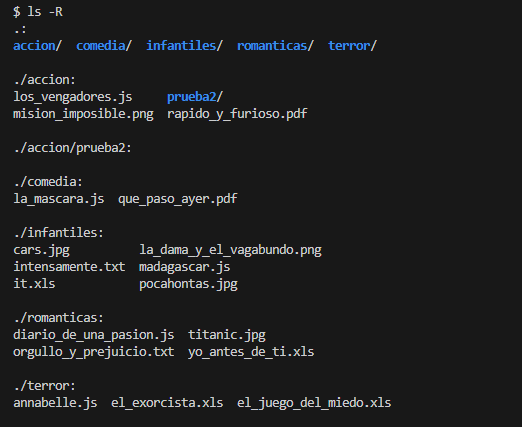 $ ls -R
.:
accion/  comedia/  infantiles/  romanticas/  terror/

./accion:
los_vengadores.js     prueba2/
mision_imposible.png  rapido_y_furioso.pdf

./accion/prueba2:

./comedia:
la_mascara.js  que_paso_ayer.pdf

./infantiles:
cars.jpg          la_dama_y_el_vagabundo.png
intensamente.txt  madagascar.js
it.xls            pocahontas.jpg

./romanticas:
diario_de_una_pasion.js  titanic.jpg
orgullo_y_prejuicio.txt  yo_antes_de_ti.xls

./terror:
annabelle.js  el_exorcista.xls  el_juego_del_miedo.xls